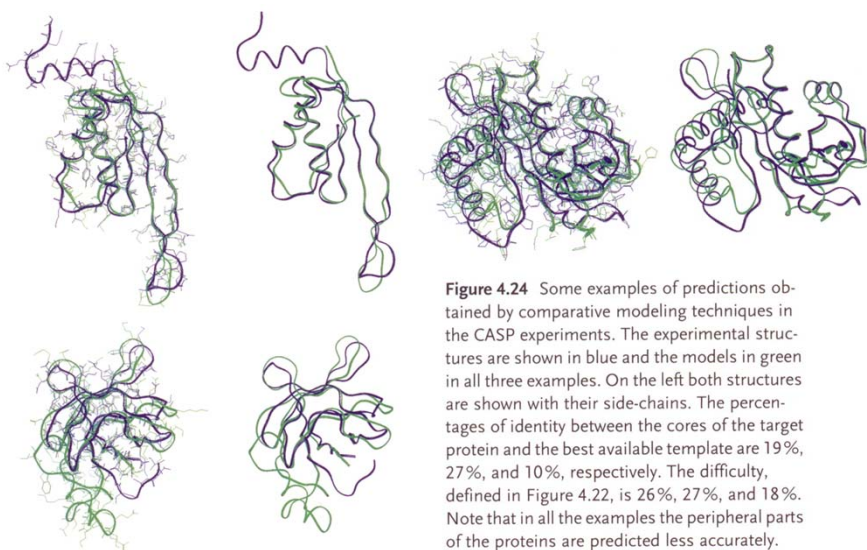 Figure 4.24 Some examples of predictions ob-
tained by comparative modeling techniques in
the CASP experiments. The experimental struc-
tures are shown in blue and the models in green
in all three examples. On the left both structures
are shown with their side-chains. The percen-
tages of identity between the cores of the target
protein and the best available template are 19%,
27%, and 10%, respectively. The difficulty,
defined in Figure 4.22, is 26%, 27%, and 18%.
Note that in all the examples the peripheral parts
of the proteins are predicted less accurately.